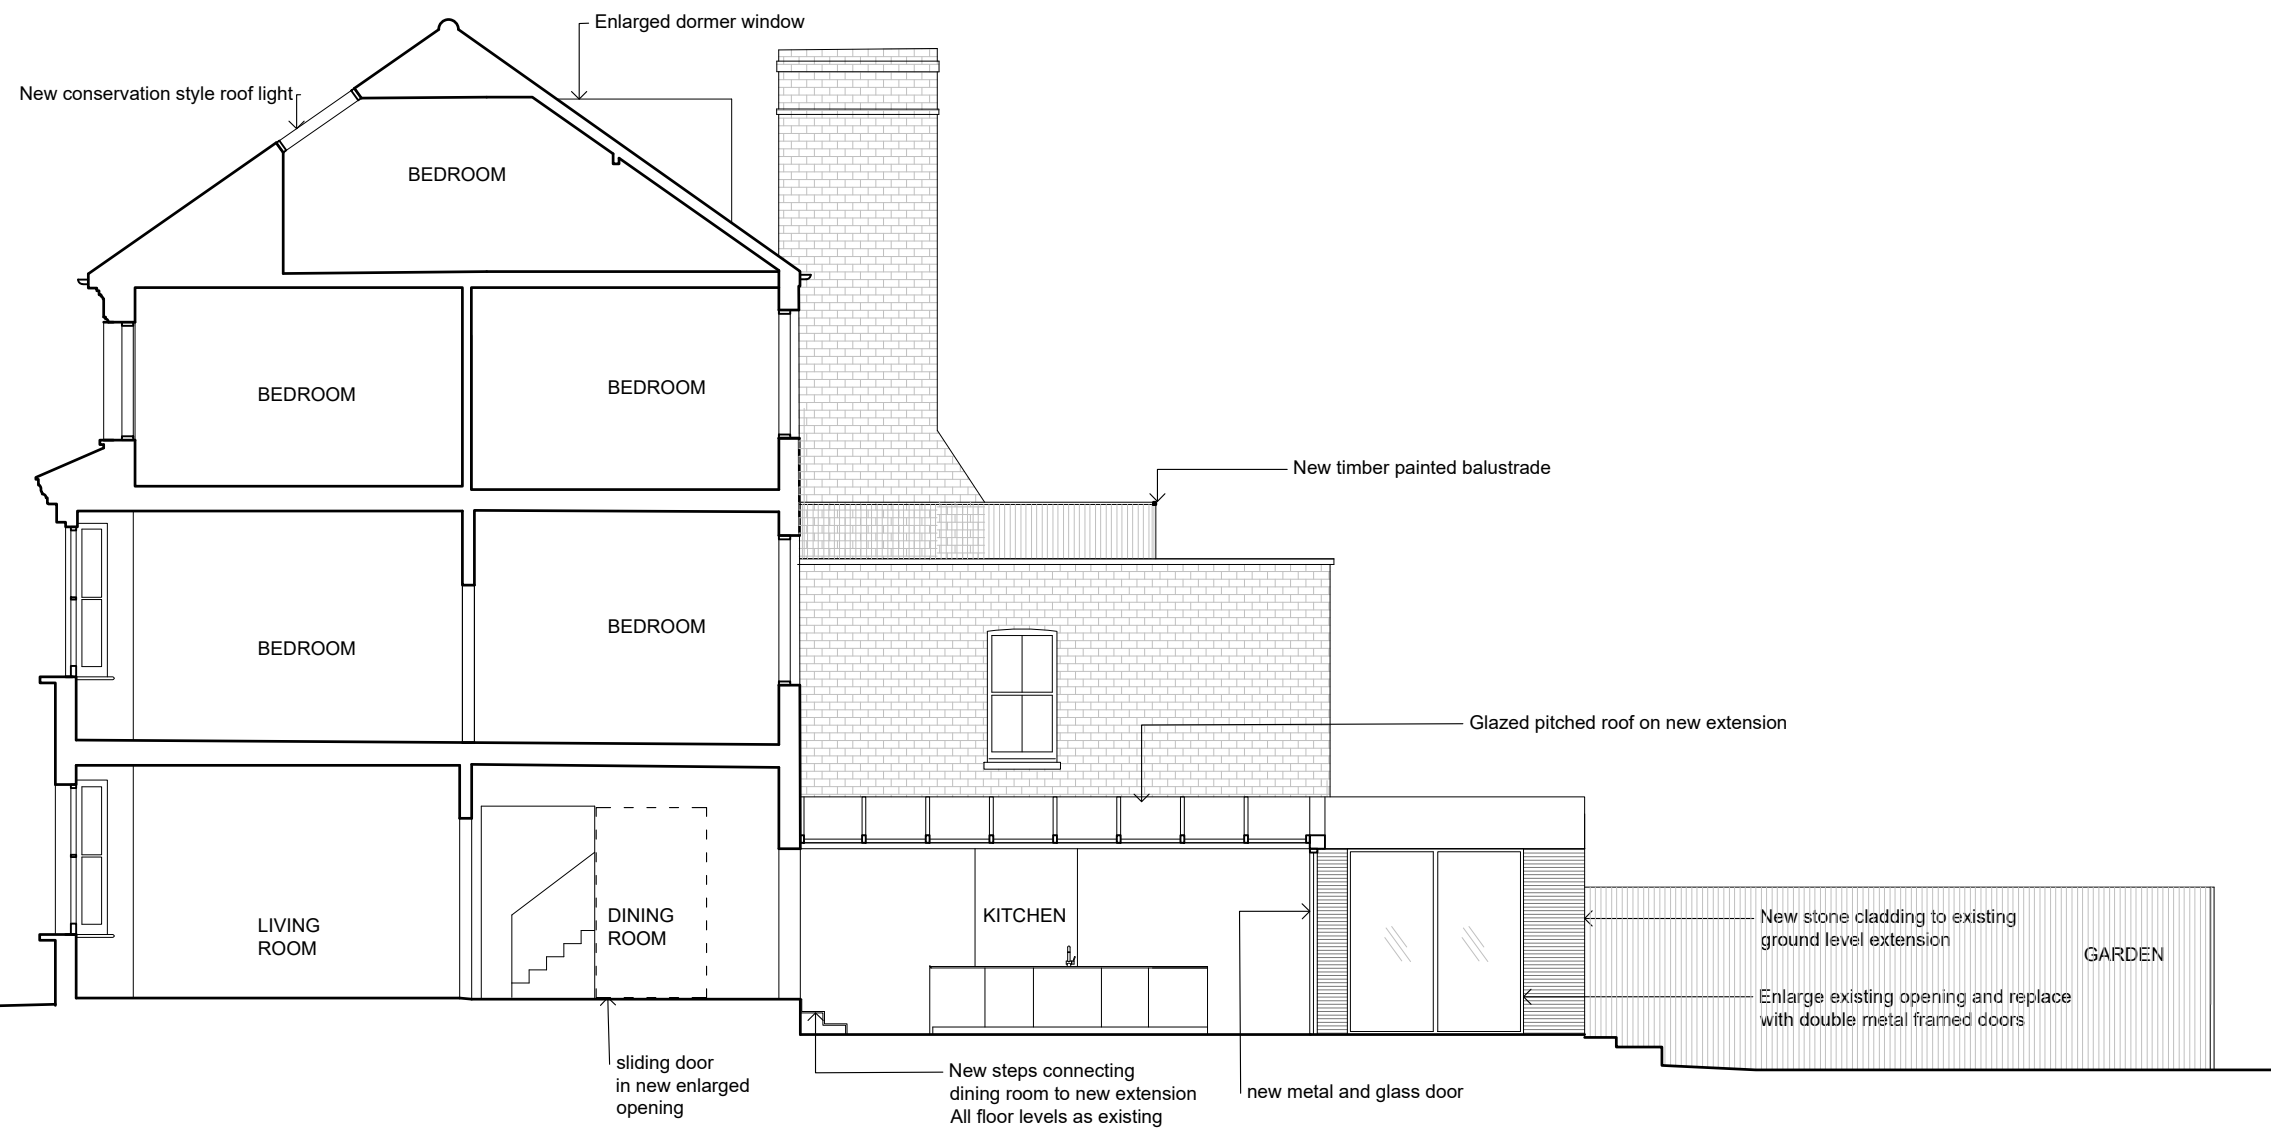 Enlarged dormer window
New conservation style roof light
BEDROOM
BEDROOM
BEDROOM
New timber painted balustrade
BEDROOM
BEDROOM
Glazed pitched roof on new extension
LIVING
ROOM
DINING
ROOM
KITCHEN
New stone cladding to existing
ground level extension
GARDEN
Enlarge existing opening and replace
with double metal framed doors
sliding door
in new enlarged
opening
New steps connecting
dining room to new extension
All floor levels as existing
new metal and glass door